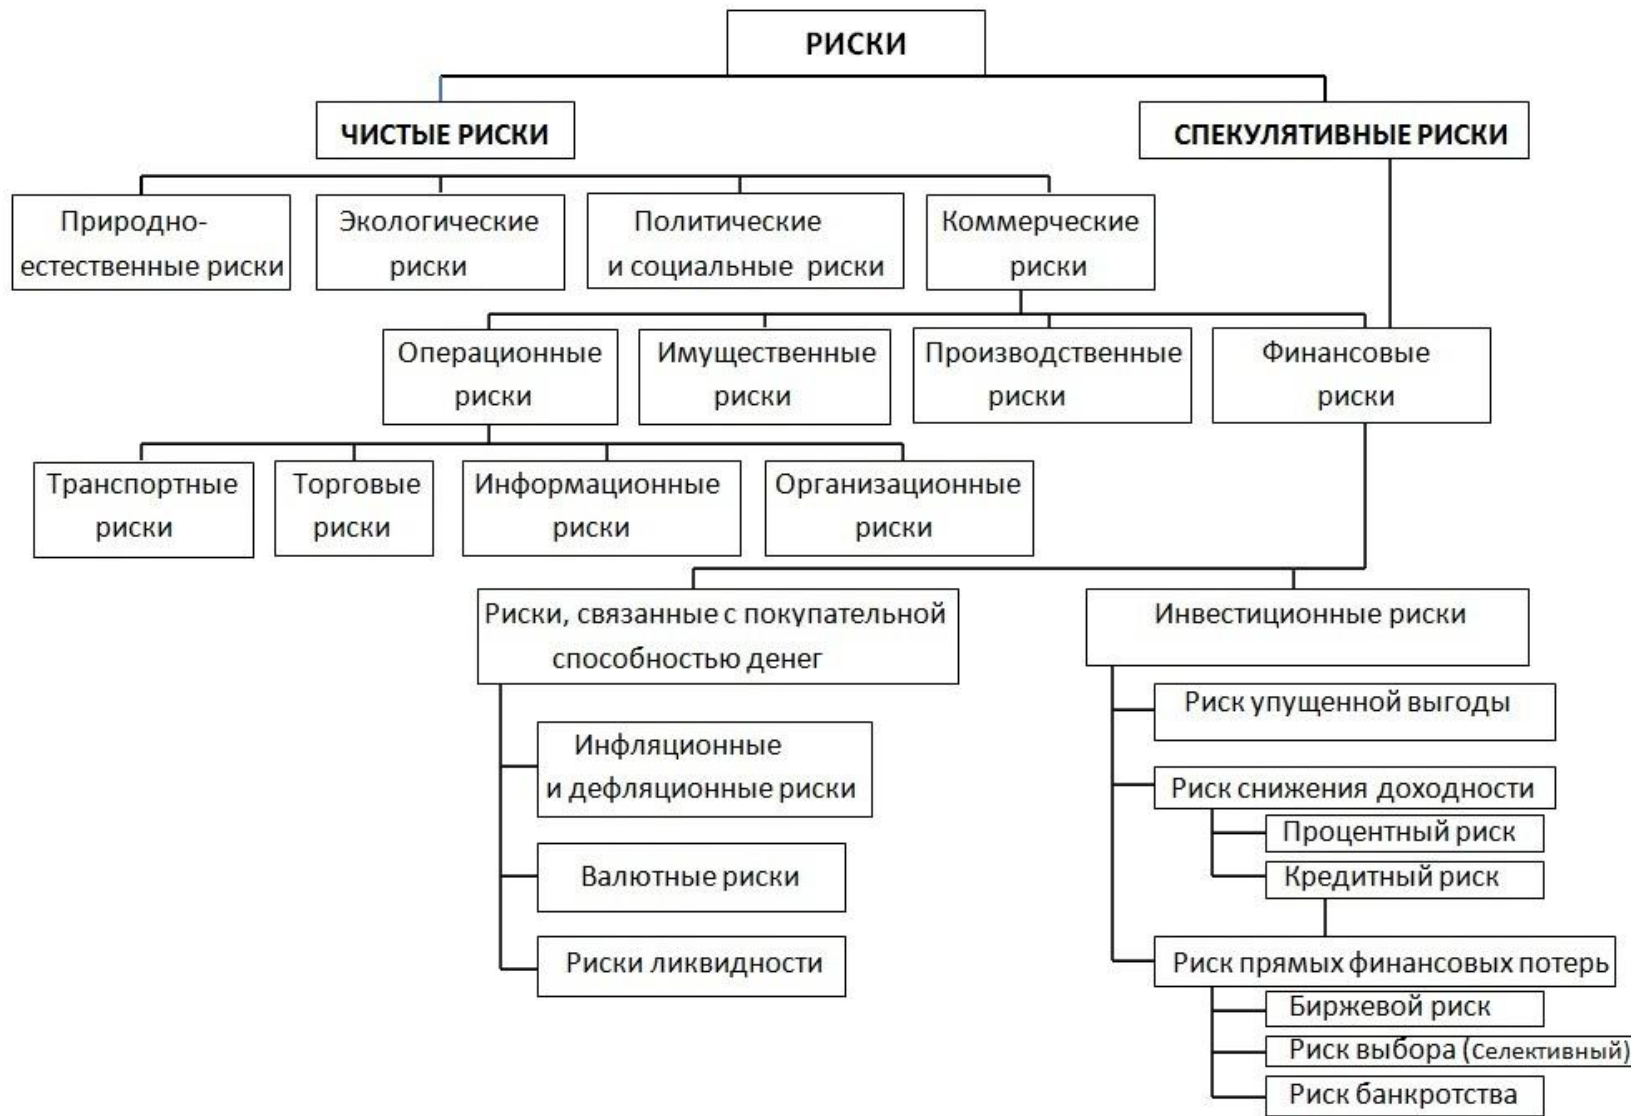 РИСКИ
ЧИСТЫЕ РИСКИ
СПЕКУЛЯТИВНЫЕ РИСКИ
Природно-
естественные риски
Экологические
риски
Политические
и социальные риски
Коммерческие
риски
Операционные
риски
Имущественные
риски
Производственные
риски
Финансовые
риски
Транспортные
риски
Торговые
риски
Информационные
риски
Организационные
риски
Риски, связанные с покупательной
способностью денег
Инфляционные
и дефляционные риски
Валютные риски
Риски ликвидности
Инвестиционные риски
Риск упущенной выгоды
Риск снижения доходности
Процентный риск
Кредитный риск
Риск прямых финансовых потерь
Биржевой риск
Риск выбора (Селективный)
Риск банкротства